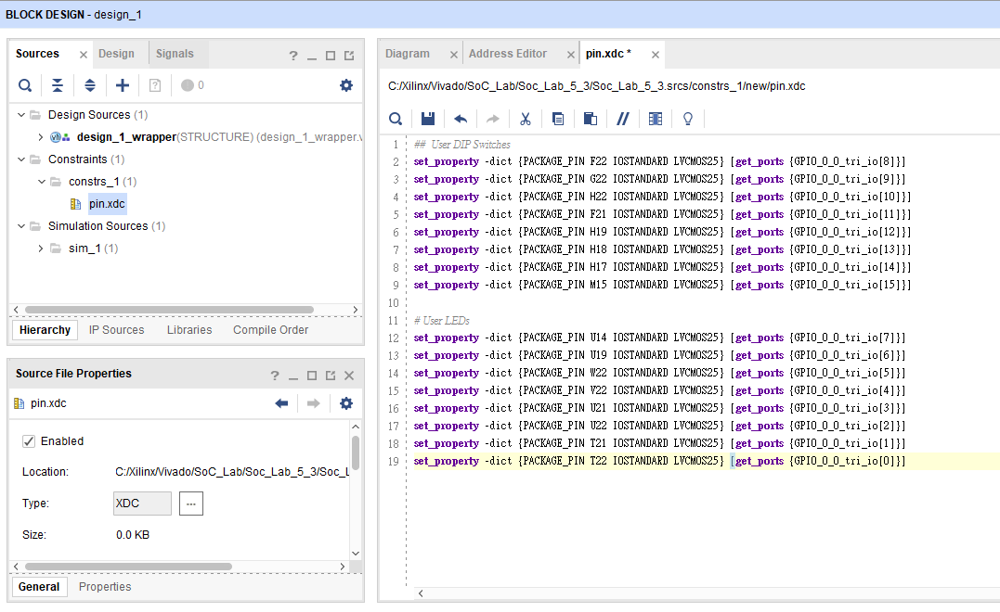 BLOCK DESIGN - design_1
Sources
Design
Signals
0
Design Sources (1)
design_1_wrapper(STRUCTURE) (design_1_wrapper.v
Constraints (1)
constrs_1 (1)
pin.xdc
Simulation Sources (1)
sim_1 (1)
Hierarchy
IP Sources
Libraries
Compile Order
Source File Properties
pin.xdc
Enabled
Location:
C:/Xilinx/Vivado/SoC_Lab/Soc_Lab_5_3/Soc_L
Type:
XDC
...
Size:
0.0 KB
General
Properties
Diagram
Address Editor
pin.xdc *
C:/Xilinx/Vivado/SoC_Lab/Soc_Lab_5_3/Soc_Lab_5_3.srcs/constrs_1/new/pin.xdc
1 ## User DIP Switches
2 set_property -dict {PACKAGE_PIN F22 IOSTANDARD LVCMOS25} [get_ports {GPIO_0_0_tri_io[8]}]
3 set_property -dict {PACKAGE_PIN G22 IOSTANDARD LVCMOS25} [get_ports {GPIO_0_0_tri_io[9]}]
4 set_property -dict {PACKAGE_PIN H22 IOSTANDARD LVCMOS25} [get_ports {GPIO_0_0_tri_io[10]}]
5 set_property -dict {PACKAGE_PIN F21 IOSTANDARD LVCMOS25} [get_ports {GPIO_0_0_tri_io[11]}]
6 set_property -dict {PACKAGE_PIN H19 IOSTANDARD LVCMOS25} [get_ports {GPIO_0_0_tri_io[12]}]
7 set_property -dict {PACKAGE_PIN H18 IOSTANDARD LVCMOS25} [get_ports {GPIO_0_0_tri_io[13]}]
8 set_property -dict {PACKAGE_PIN H17 IOSTANDARD LVCMOS25} [get_ports {GPIO_0_0_tri_io[14]}]
9 set_property -dict {PACKAGE_PIN M15 IOSTANDARD LVCMOS25} [get_ports {GPIO_0_0_tri_io[15]}]
10
11 # User LEDs
12 set_property -dict {PACKAGE_PIN U14 IOSTANDARD LVCMOS25} [get_ports {GPIO_0_0_tri_io[7]}]
13 set_property -dict {PACKAGE_PIN U19 IOSTANDARD LVCMOS25} [get_ports {GPIO_0_0_tri_io[6]}]
14 set_property -dict {PACKAGE_PIN W22 IOSTANDARD LVCMOS25} [get_ports {GPIO_0_0_tri_io[5]}]
15 set_property -dict {PACKAGE_PIN V22 IOSTANDARD LVCMOS25} [get_ports {GPIO_0_0_tri_io[4]}]
16 set_property -dict {PACKAGE_PIN U21 IOSTANDARD LVCMOS25} [get_ports {GPIO_0_0_tri_io[3]}]
17 set_property -dict {PACKAGE_PIN U22 IOSTANDARD LVCMOS25} [get_ports {GPIO_0_0_tri_io[2]}]
18 set_property -dict {PACKAGE_PIN T21 IOSTANDARD LVCMOS25} [get_ports {GPIO_0_0_tri_io[1]}]
19 set_property -dict {PACKAGE_PIN T22 IOSTANDARD LVCMOS25} [get_ports {GPIO_0_0_tri_io[0]}]